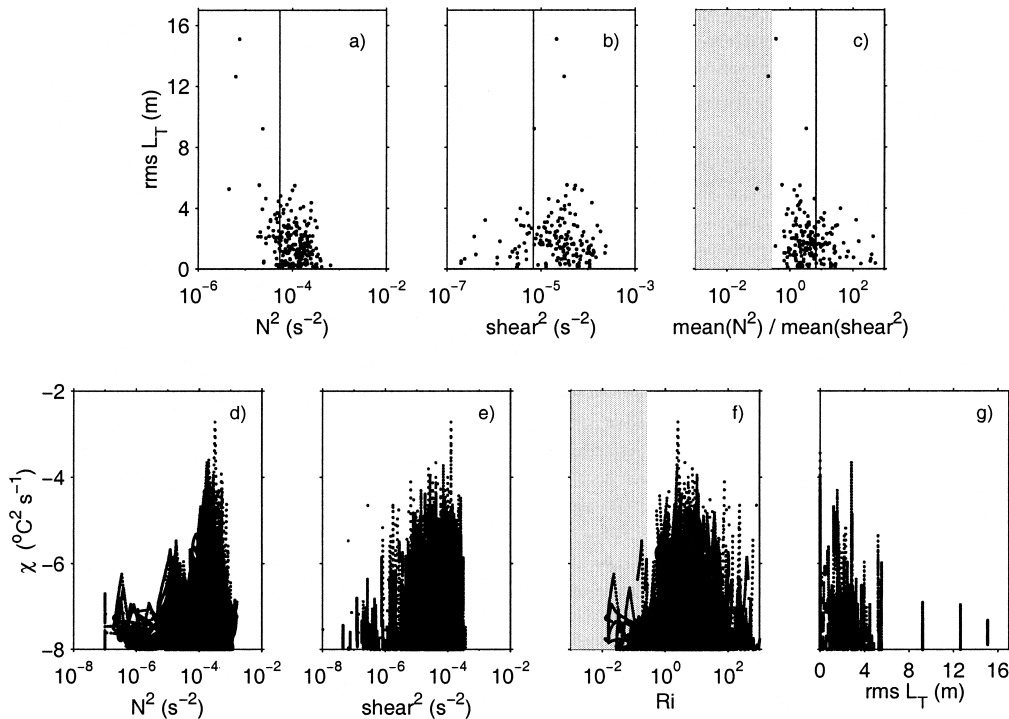 16
12
8
4
0
rms L_T (m)
a)
b)
c)
10^−6 10^−4 10^−2
10^−5 10^−3
10^−2 10^0 10^2
N^2 (s^−2)
shear^2 (s^−2)
mean(N^2) / mean(shear^2)
−2
−4
−6
−8
χ (°C^2 s^−1)
d)
e)
f)
g)
10^−8 10^−6 10^−4 10^−2
10^−8 10^−6 10^−4 10^−2
10^−2 10^0 10^2
0 4 8 12 16
N^2 (s^−2)
shear^2 (s^−2)
Ri
rms L_T (m)